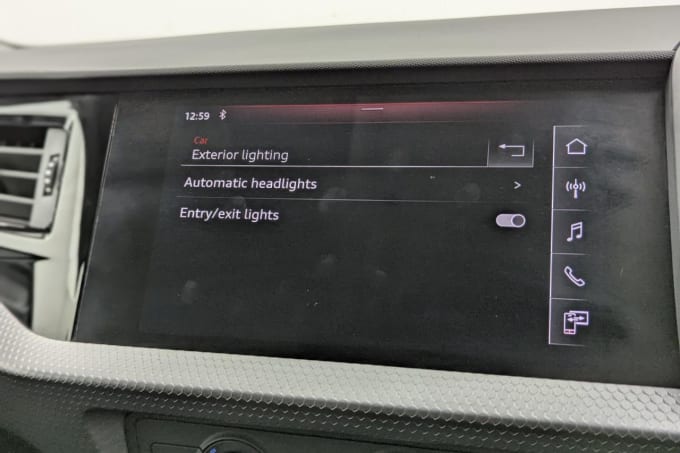 12:59
Car
Exterior lighting
Automatic headlights
Entry/exit lights